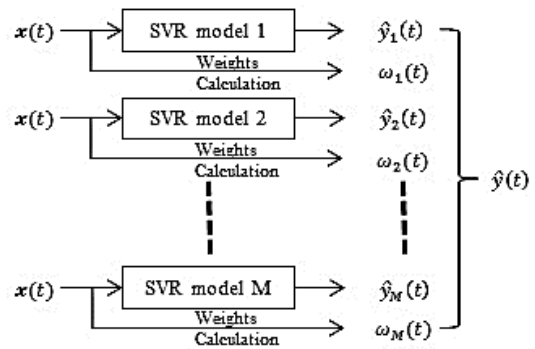 x(t) SVR model 1 ŷ₁(t)
Weights
Calculation ω₁(t)
x(t) SVR model 2 ŷ₂(t)
Weights
Calculation ω₂(t)
ŷ(t)
x(t) SVR model M ŷ_M(t)
Weights
Calculation ω_M(t)